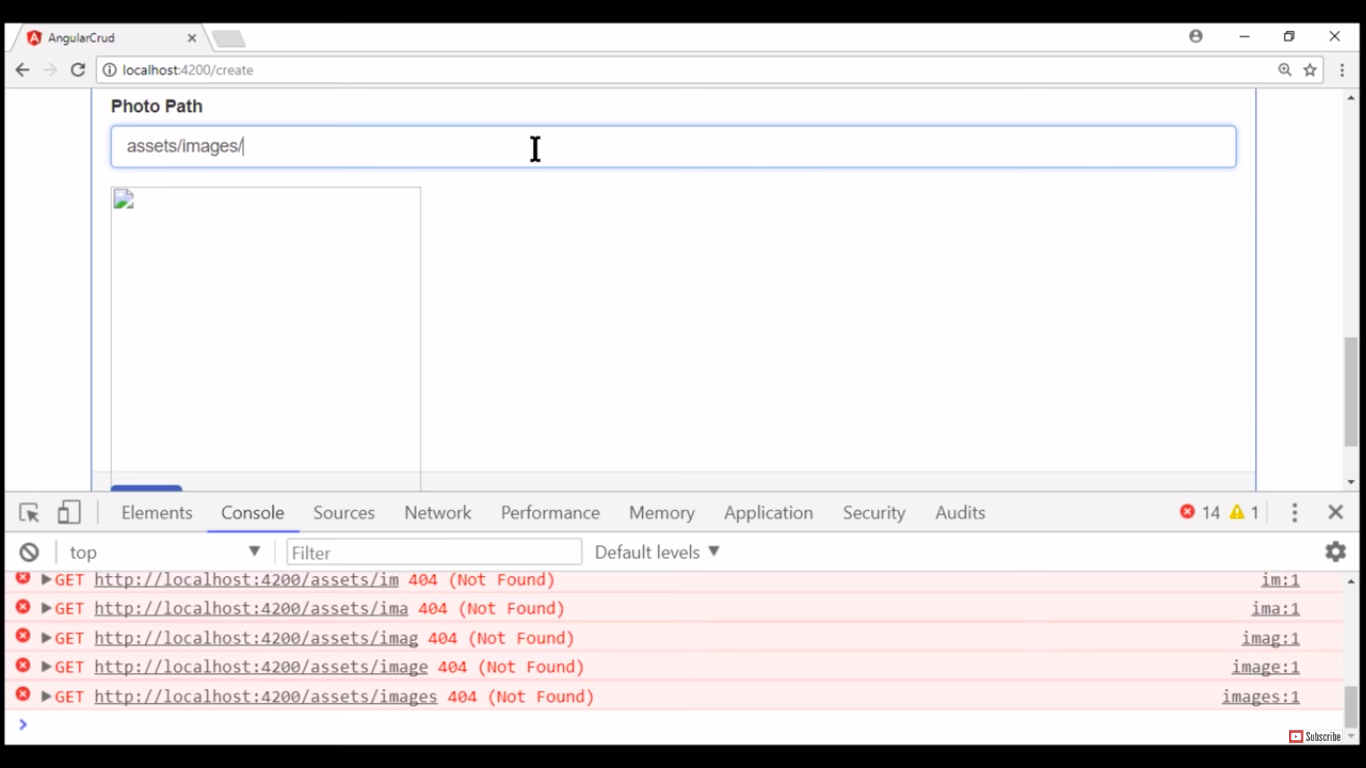 AngularCrud
localhost:4200/create
Photo Path
assets/images/
Elements Console Sources Network Performance Memory Application Security Audits 14 1
top Filter Default levels
GET http://localhost:4200/assets/im 404 (Not Found) im:1
GET http://localhost:4200/assets/ima 404 (Not Found) ima:1
GET http://localhost:4200/assets/imag 404 (Not Found) imag:1
GET http://localhost:4200/assets/image 404 (Not Found) image:1
GET http://localhost:4200/assets/images 404 (Not Found) images:1
Subscribe